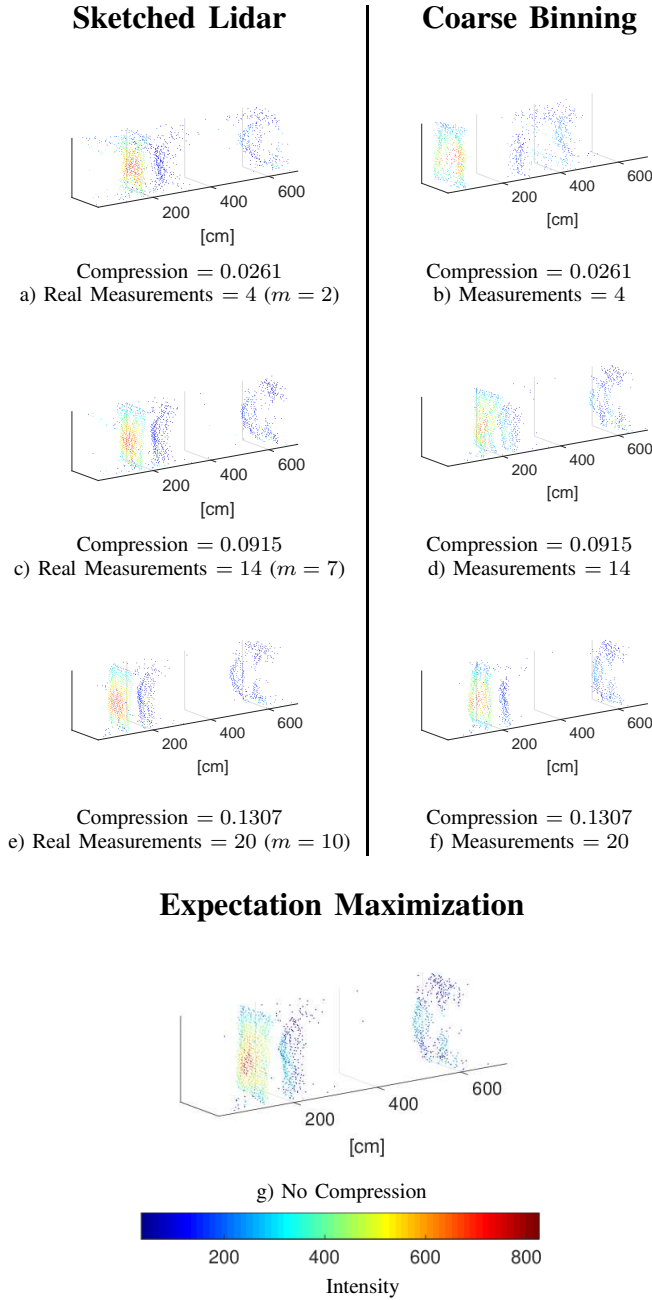 Sketched Lidar
Coarse Binning
200 400 600
[cm]
200 400 600
Compression = 0.0261
a) Real Measurements = 4 (m = 2)
Compression = 0.0261
b) Measurements = 4
200 400 600
[cm]
200 400 600
Compression = 0.0915
c) Real Measurements = 14 (m = 7)
Compression = 0.0915
d) Measurements = 14
200 400 600
[cm]
200 400 600
Compression = 0.1307
e) Real Measurements = 20 (m = 10)
Compression = 0.1307
f) Measurements = 20
Expectation Maximization
200 400 600
[cm]
g) No Compression
200 400 600 800
Intensity